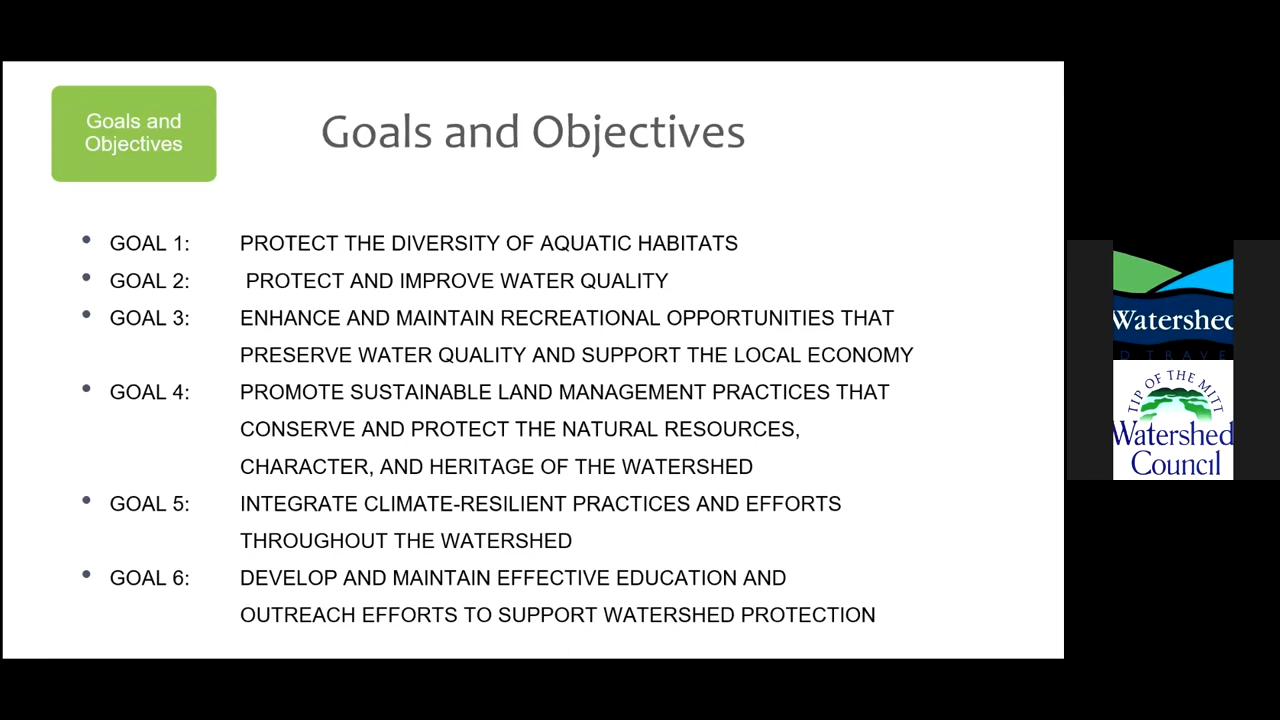 Goals and
Objectives
Goals and Objectives
• GOAL 1: PROTECT THE DIVERSITY OF AQUATIC HABITATS
• GOAL 2: PROTECT AND IMPROVE WATER QUALITY
• GOAL 3: ENHANCE AND MAINTAIN RECREATIONAL OPPORTUNITIES THAT
PRESERVE WATER QUALITY AND SUPPORT THE LOCAL ECONOMY
• GOAL 4: PROMOTE SUSTAINABLE LAND MANAGEMENT PRACTICES THAT
CONSERVE AND PROTECT THE NATURAL RESOURCES,
CHARACTER, AND HERITAGE OF THE WATERSHED
• GOAL 5: INTEGRATE CLIMATE-RESILIENT PRACTICES AND EFFORTS
THROUGHOUT THE WATERSHED
• GOAL 6: DEVELOP AND MAINTAIN EFFECTIVE EDUCATION AND
OUTREACH EFFORTS TO SUPPORT WATERSHED PROTECTION
Watershed
TIP OF THE MITT
Watershed
Council